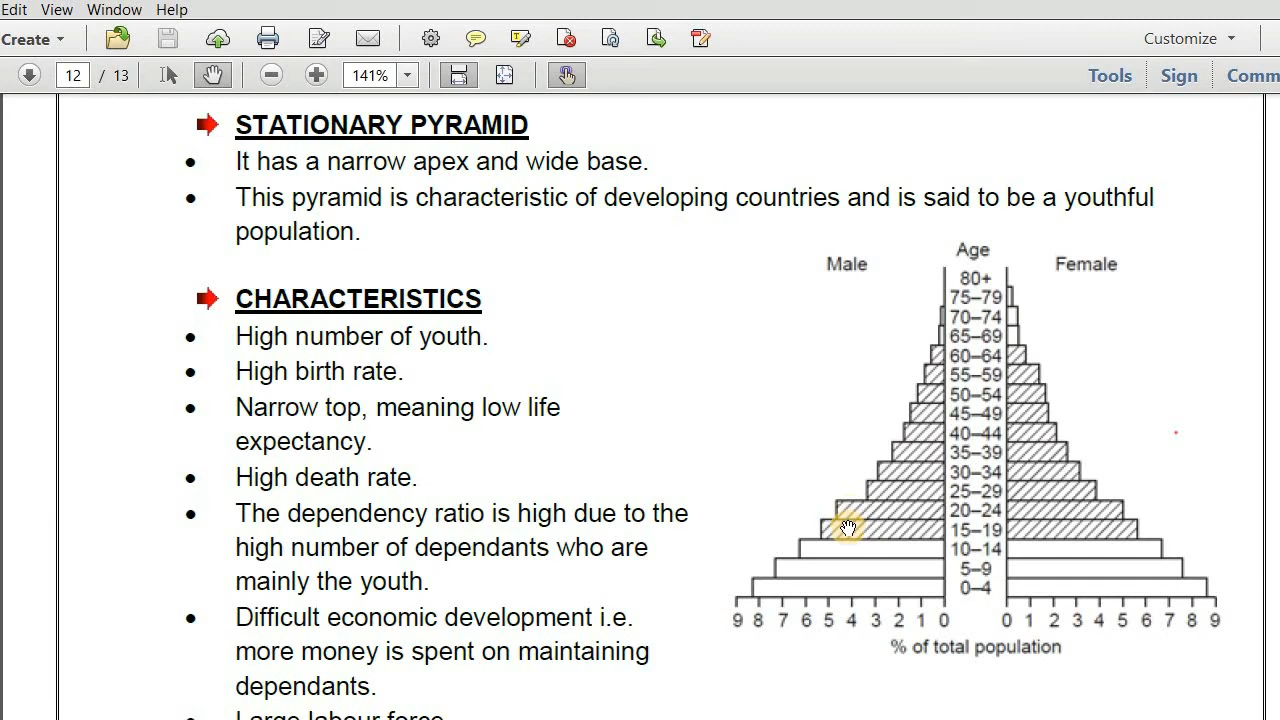 Edit View Window Help
Create Customize
12 / 13 141% Tools Sign Comm
STATIONARY PYRAMID
• It has a narrow apex and wide base.
• This pyramid is characteristic of developing countries and is said to be a youthful
population.
CHARACTERISTICS
• High number of youth.
• High birth rate.
• Narrow top, meaning low life
expectancy.
• High death rate.
• The dependency ratio is high due to the
high number of dependants who are
mainly the youth.
• Difficult economic development i.e.
more money is spent on maintaining
dependants.
• Large labour force
Male Age Female
80+
75–79
70–74
65–69
60–64
55–59
50–54
45–49
40–44
35–39
30–34
25–29
20–24
15–19
10–14
5–9
0–4
9 8 7 6 5 4 3 2 1 0 0 1 2 3 4 5 6 7 8 9
% of total population